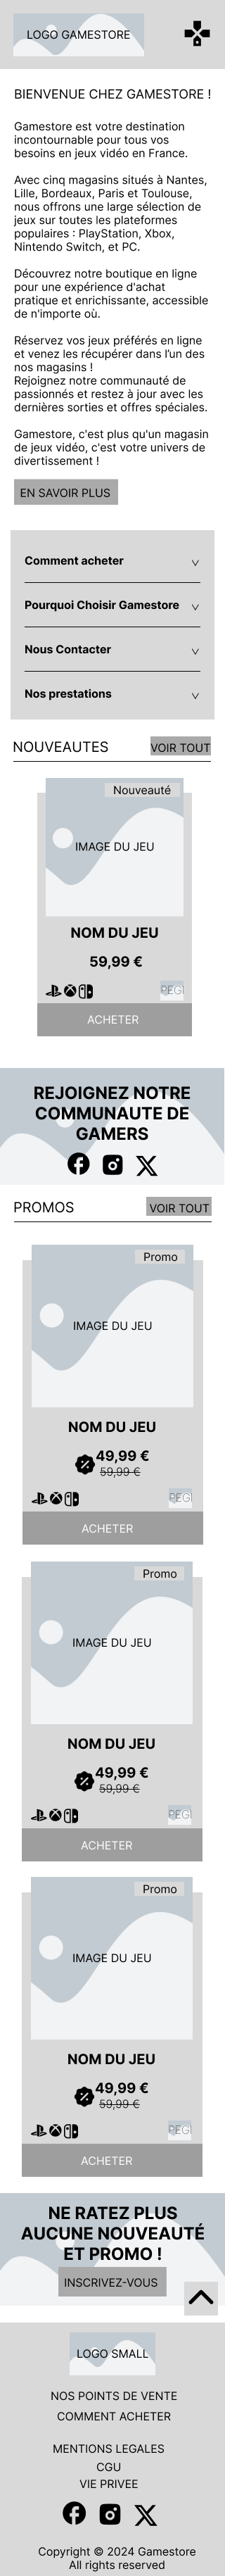 LOGO GAMESTORE
BIENVENUE CHEZ GAMESTORE !
Gamestore est votre destination
incontournable pour tous vos
besoins en jeux vidéo en France.
Avec cinq magasins situés à Nantes,
Lille, Bordeaux, Paris et Toulouse,
nous offrons une large sélection de
jeux sur toutes les plateformes
populaires : PlayStation, Xbox,
Nintendo Switch, et PC.
Découvrez notre boutique en ligne
pour une expérience d'achat
pratique et enrichissante, accessible
de n'importe où.
Réservez vos jeux préférés en ligne
et venez les récupérer dans l'un des
nos magasins !
Rejoignez notre communauté de
passionnés et restez à jour avec les
dernières sorties et offres spéciales.
Gamestore, c'est plus qu'un magasin
de jeux vidéo, c'est votre univers de
divertissement !
EN SAVOIR PLUS
Comment acheter
Pourquoi Choisir Gamestore
Nous Contacter
Nos prestations
NOUVEAUTES VOIR TOUT
Nouveauté
IMAGE DU JEU
NOM DU JEU
59,99 €
PEGI
ACHETER
REJOIGNEZ NOTRE
COMMUNAUTE DE
GAMERS
PROMOS VOIR TOUT
Promo
IMAGE DU JEU
NOM DU JEU
49,99 €
59,99 €
PEGI
ACHETER
Promo
IMAGE DU JEU
NOM DU JEU
49,99 €
59,99 €
PEGI
ACHETER
Promo
IMAGE DU JEU
NOM DU JEU
49,99 €
59,99 €
PEGI
ACHETER
NE RATEZ PLUS
AUCUNE NOUVEAUTÉ
ET PROMO !
INSCRIVEZ-VOUS
LOGO SMALL
NOS POINTS DE VENTE
COMMENT ACHETER
MENTIONS LEGALES
CGU
VIE PRIVEE
Copyright © 2024 Gamestore
All rights reserved